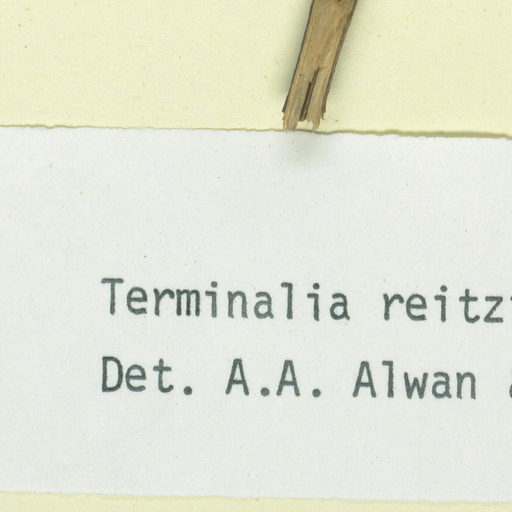 Terminalia reitz
Det. A.A. Alwan